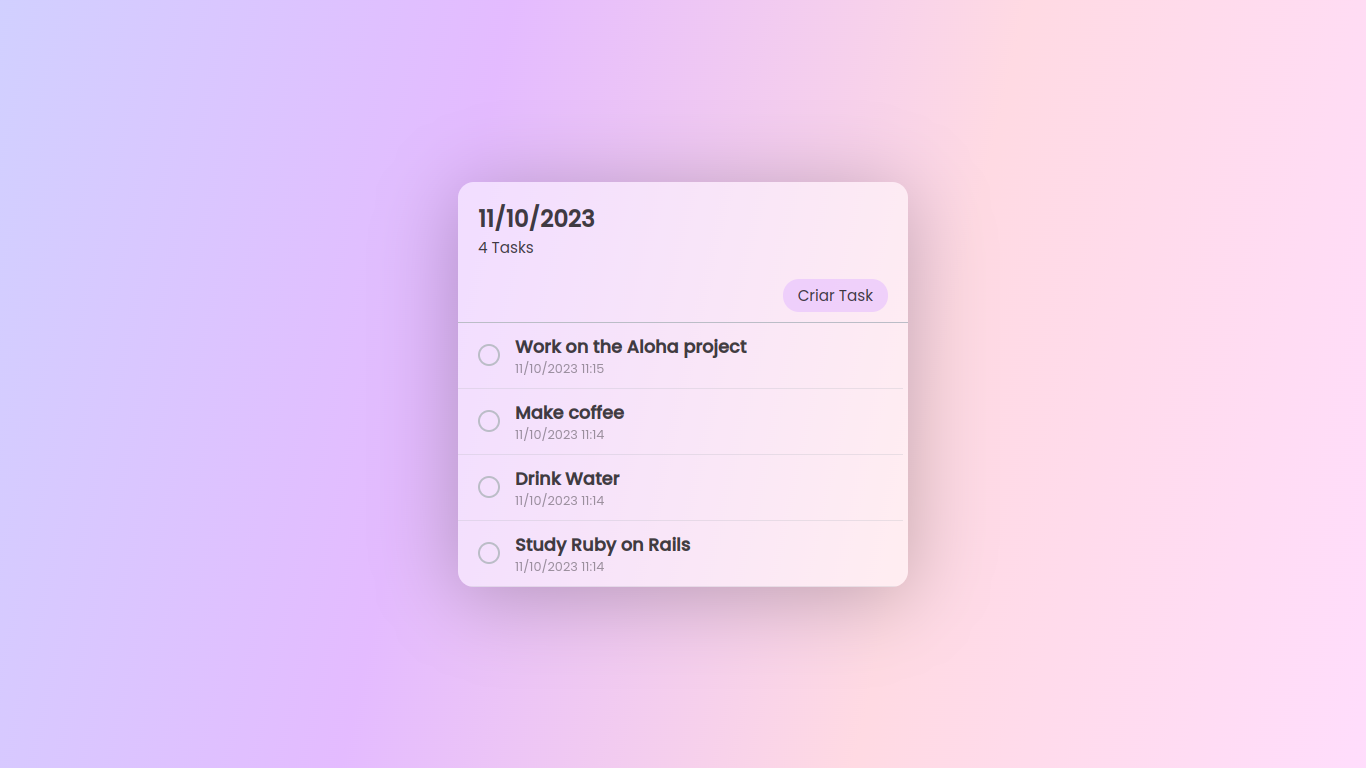 11/10/2023
4 Tasks
Criar Task
Work on the Aloha project
11/10/2023 11:15
Make coffee
11/10/2023 11:14
Drink Water
11/10/2023 11:14
Study Ruby on Rails
11/10/2023 11:14